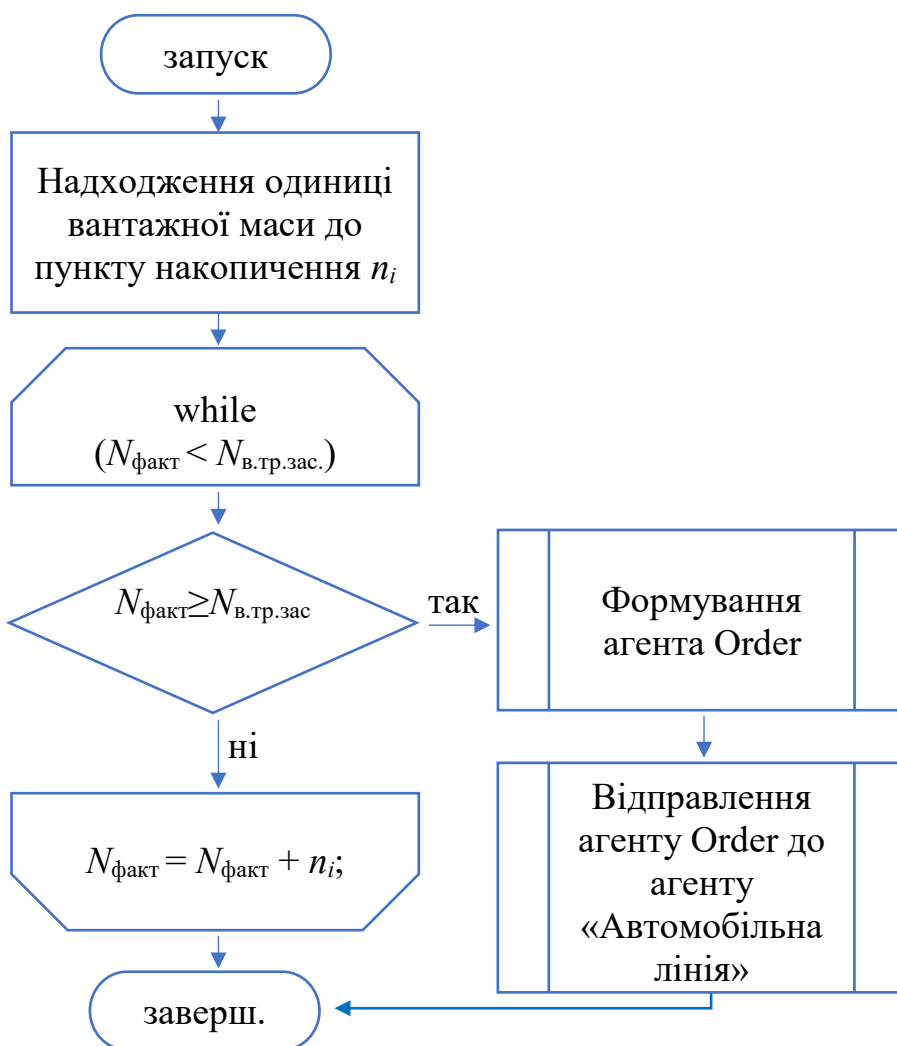 запуск
Надходження одиниці
вантажної маси до
пункту накопичення nᵢ
while
(Nфакт < Nв.тр.зас.)
Nфакт≥Nв.тр.зас
так
Формування
агента Order
ні
Nфакт = Nфакт + nᵢ;
Відправлення
агенту Order до
агенту
«Автомобільна
лінія»
заверш.